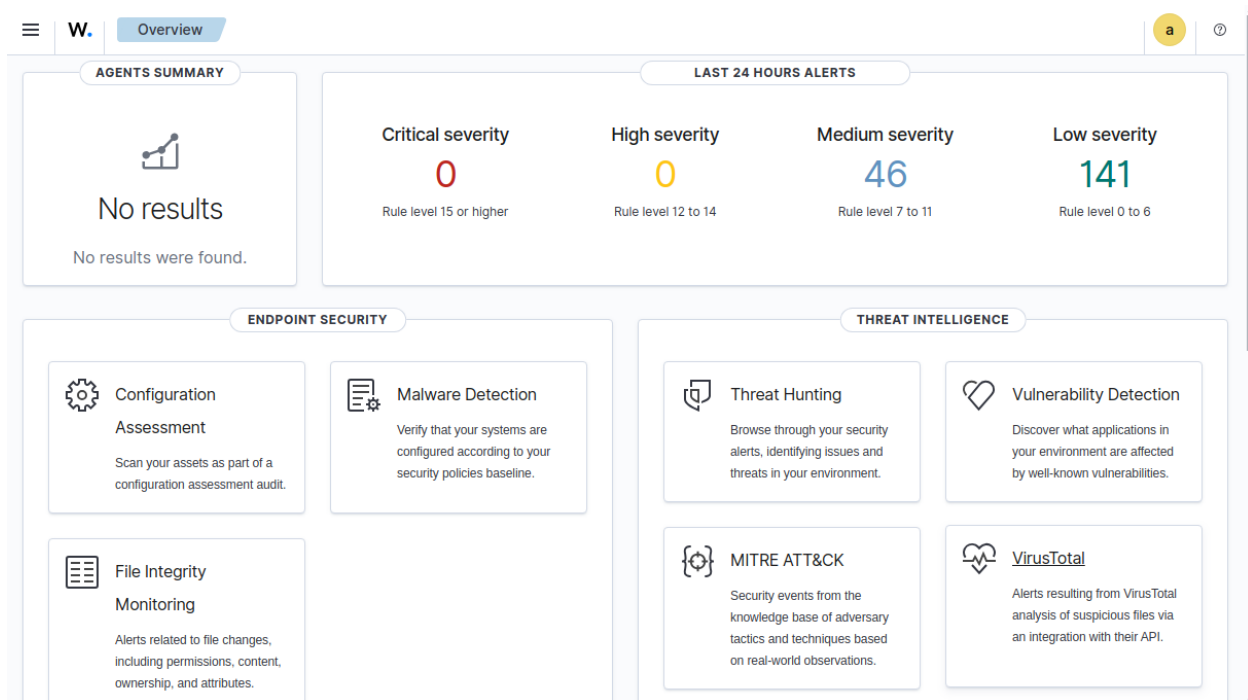 W.
Overview
a
AGENTS SUMMARY
No results
No results were found.
LAST 24 HOURS ALERTS
Critical severity
0
Rule level 15 or higher
High severity
0
Rule level 12 to 14
Medium severity
46
Rule level 7 to 11
Low severity
141
Rule level 0 to 6
ENDPOINT SECURITY
Configuration
Assessment
Scan your assets as part of a
configuration assessment audit.
Malware Detection
Verify that your systems are
configured according to your
security policies baseline.
File Integrity
Monitoring
Alerts related to file changes,
including permissions, content,
ownership, and attributes.
THREAT INTELLIGENCE
Threat Hunting
Browse through your security
alerts, identifying issues and
threats in your environment.
Vulnerability Detection
Discover what applications in
your environment are affected
by well-known vulnerabilities.
MITRE ATT&CK
Security events from the
knowledge base of adversary
tactics and techniques based
on real-world observations.
VirusTotal
Alerts resulting from VirusTotal
analysis of suspicious files via
an integration with their API.